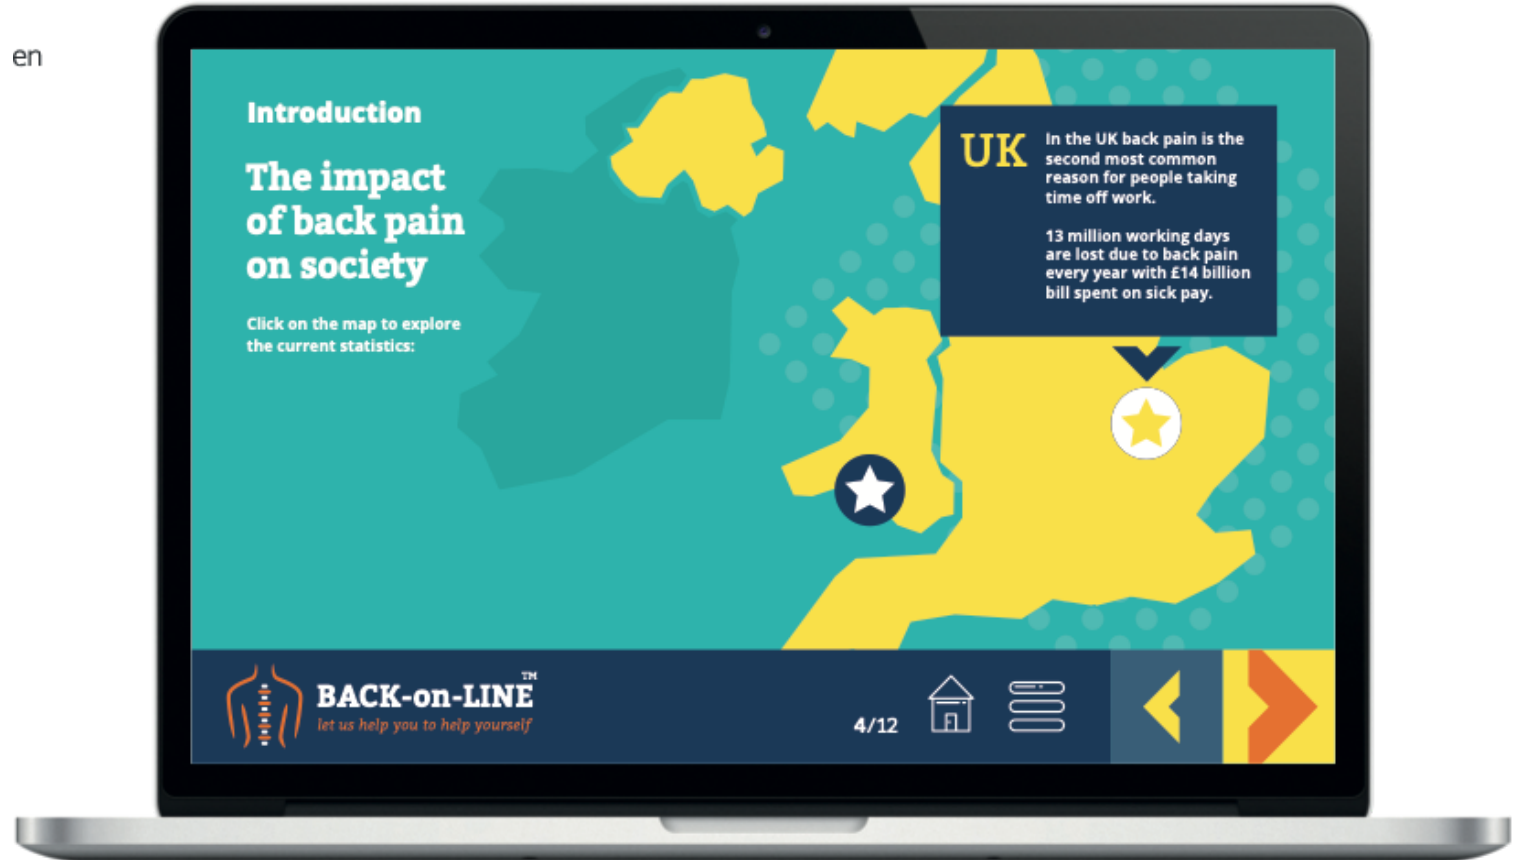 en
Introduction
The impact
of back pain
on society
Click on the map to explore
the current statistics:
UK
In the UK back pain is the
second most common
reason for people taking
time off work.
13 million working days
are lost due to back pain
every year with £14 billion
bill spent on sick pay.
BACK-on-LINE™
let us help you to help yourself
4/12